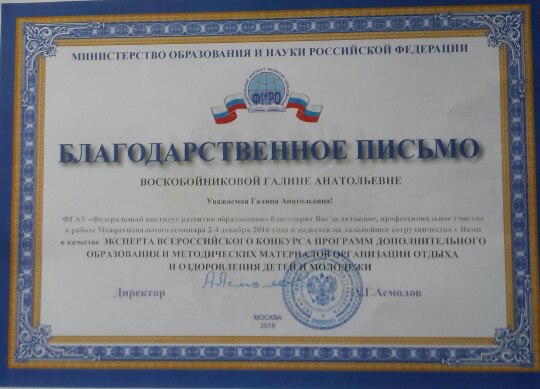 МИНИСТЕРСТВО ОБРАЗОВАНИЯ И НАУКИ РОССИЙСКОЙ ФЕДЕРАЦИИ
ФИРО
БЛАГОДАРСТВЕННОЕ ПИСЬМО
ВОСКОБОЙНИКОВОЙ ГАЛИНЕ АНАТОЛЬЕВНЕ
Уважаемая Галина Анатольевна!
ФГАУ «Федеральный институт развития образования» благодарит Вас за активное, профессиональное участие
в работе Межрегионального семинара 2-4 декабря 2016 года и надеется на дальнейшее сотрудничество с Вами
в качестве ЭКСПЕРТА ВСЕРОССИЙСКОГО КОНКУРСА ПРОГРАММ ДОПОЛНИТЕЛЬНОГО
ОБРАЗОВАНИЯ И МЕТОДИЧЕСКИХ МАТЕРИАЛОВ ОРГАНИЗАЦИИ ОТДЫХА
И ОЗДОРОВЛЕНИЯ ДЕТЕЙ И МОЛОДЕЖИ
Директор А.Г.Асмолов
МОСКВА
2016